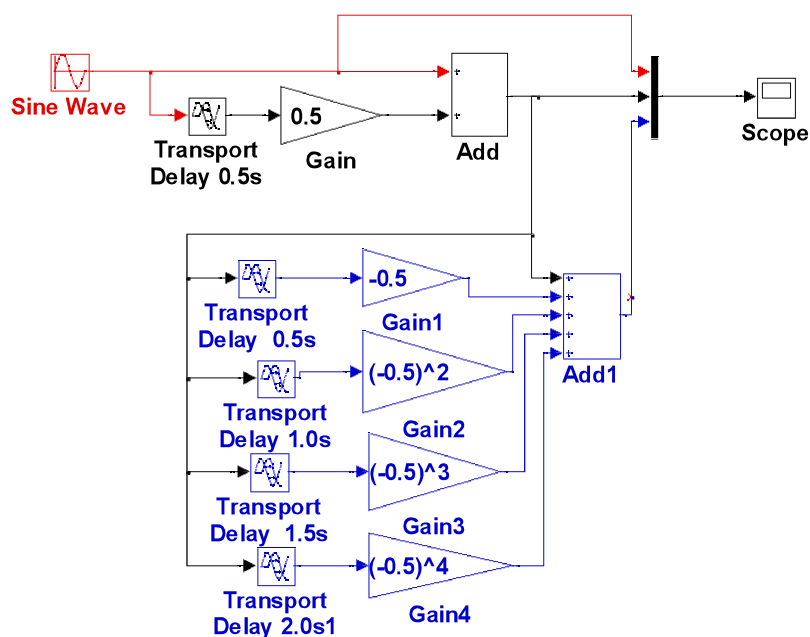 Sine Wave
0.5
Transport
Delay 0.5s
Gain
+
+
Add
Scope
-0.5
Transport
Delay  0.5s
Gain1
+
+
+
+
+
Add1
(-0.5)^2
Transport
Delay  1.0s
Gain2
(-0.5)^3
Transport
Delay  1.5s
Gain3
(-0.5)^4
Transport
Delay 2.0s1
Gain4